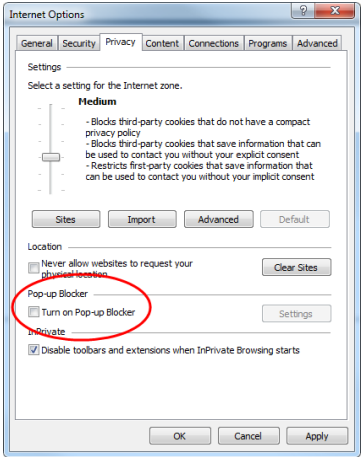 Internet Options
General Security Privacy Content Connections Programs Advanced
Settings
Select a setting for the Internet zone.
Medium
- Blocks third-party cookies that do not have a compact
privacy policy
- Blocks third-party cookies that save information that can
be used to contact you without your explicit consent
- Restricts first-party cookies that save information that
can be used to contact you without your implicit consent
Sites Import Advanced Default
Location
Never allow websites to request your
physical location
Clear Sites
Pop-up Blocker
Turn on Pop-up Blocker
Settings
InPrivate
Disable toolbars and extensions when InPrivate Browsing starts
OK Cancel Apply